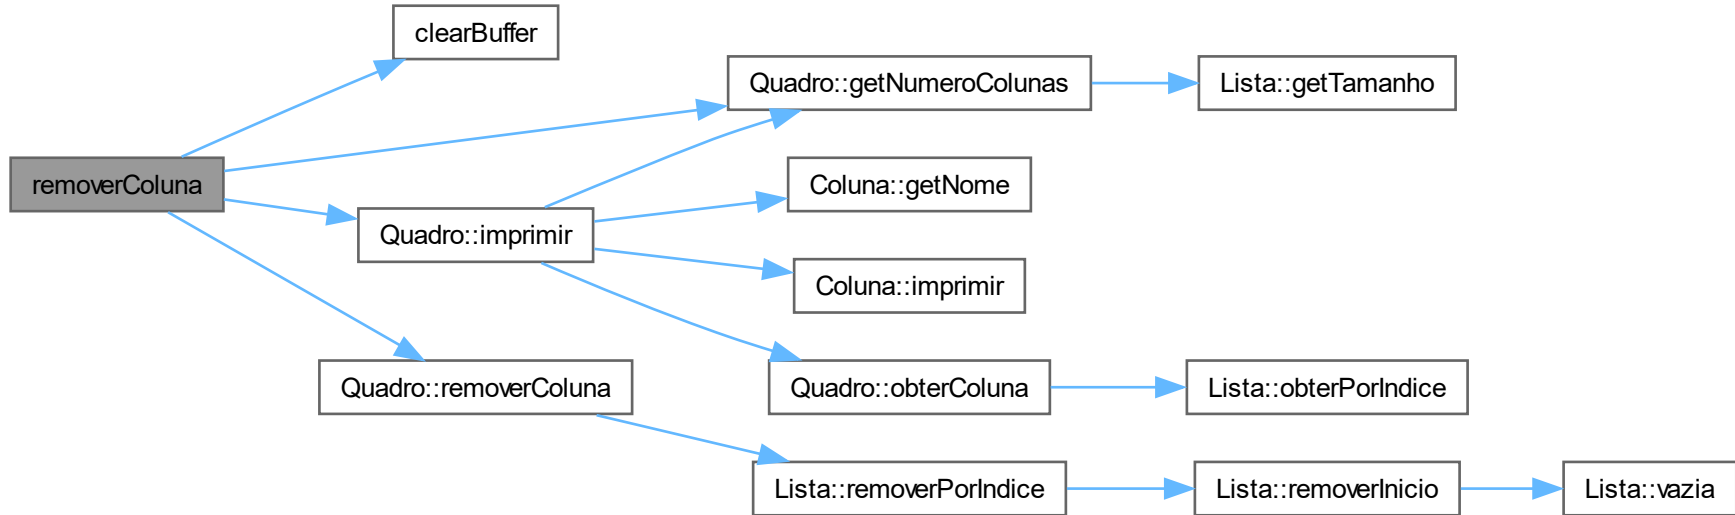 clearBuffer
Quadro::getNumeroColunas
Lista::getTamanho
removerColuna
Coluna::getNome
Quadro::imprimir
Coluna::imprimir
Quadro::removerColuna
Quadro::obterColuna
Lista::obterPorIndice
Lista::removerPorIndice
Lista::removerInicio
Lista::vazia